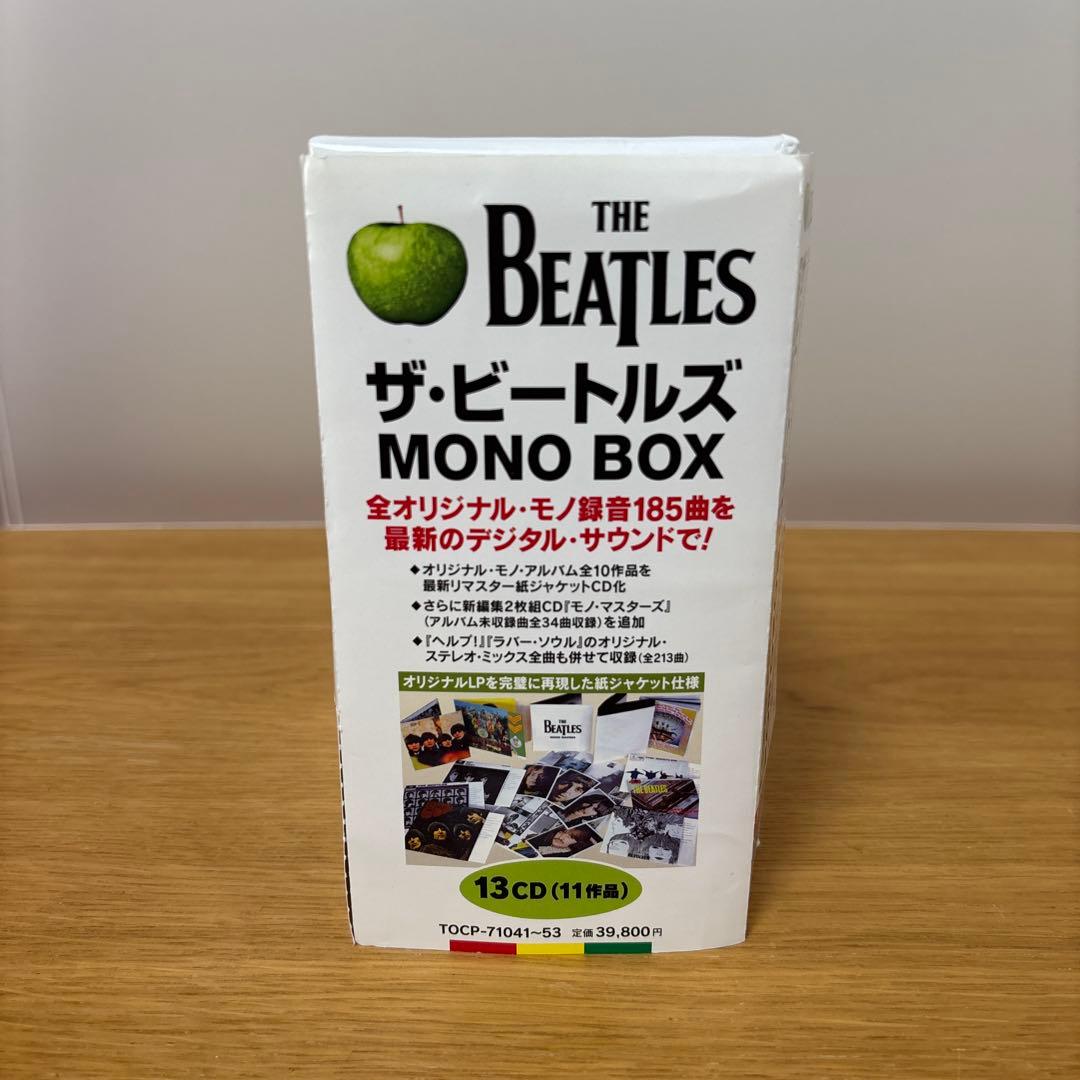 THE
BEATLES
ザ・ビートルズ
MONO BOX
全オリジナル・モノ録音185曲を
最新のデジタル・サウンドで!
◆オリジナル・モノ・アルバム全10作品を
最新リマスター紙ジャケットCD化
◆さらに新編集2枚組CD『モノ・マスターズ』
(アルバム未収録曲全34曲収録)を追加
◆『ヘルプ!』『ラバー・ソウル』のオリジナル・
ステレオ・ミックス全曲も併せて収録(全213曲)
オリジナルLPを完璧に再現した紙ジャケット仕様
THE
BEATLES
THE BEATLES
13CD(11作品)
TOCP-71041~53 定価39,800円